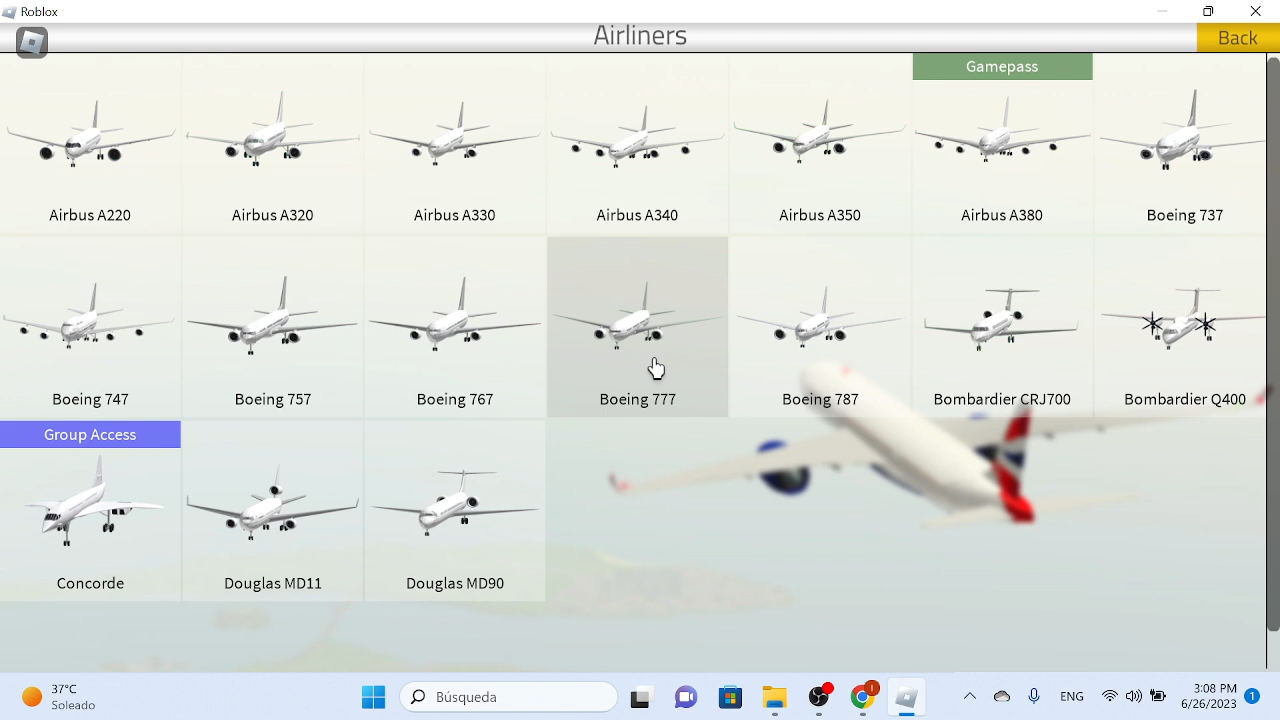 Roblox
Airliners
Back
Gamepass
Airbus A220
Airbus A320
Airbus A330
Airbus A340
Airbus A350
Airbus A380
Boeing 737
Boeing 747
Boeing 757
Boeing 767
Boeing 777
Boeing 787
Bombardier CRJ700
Bombardier Q400
Group Access
Concorde
Douglas MD11
Douglas MD90
37°C
Soleado
Búsqueda
1
ENG
3:08 PM
6/26/2023
1